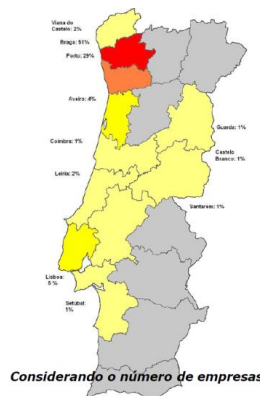 Viana do
Castelo: 2%
Braga: 51%
Porto: 29%
Aveiro: 4%
Guarda: 1%
Coimbra: 1%
Castelo
Branco: 1%
Leiria: 2%
Santarém: 1%
Lisboa:
5 %
Setúbal:
1%
Considerando o número de empresas